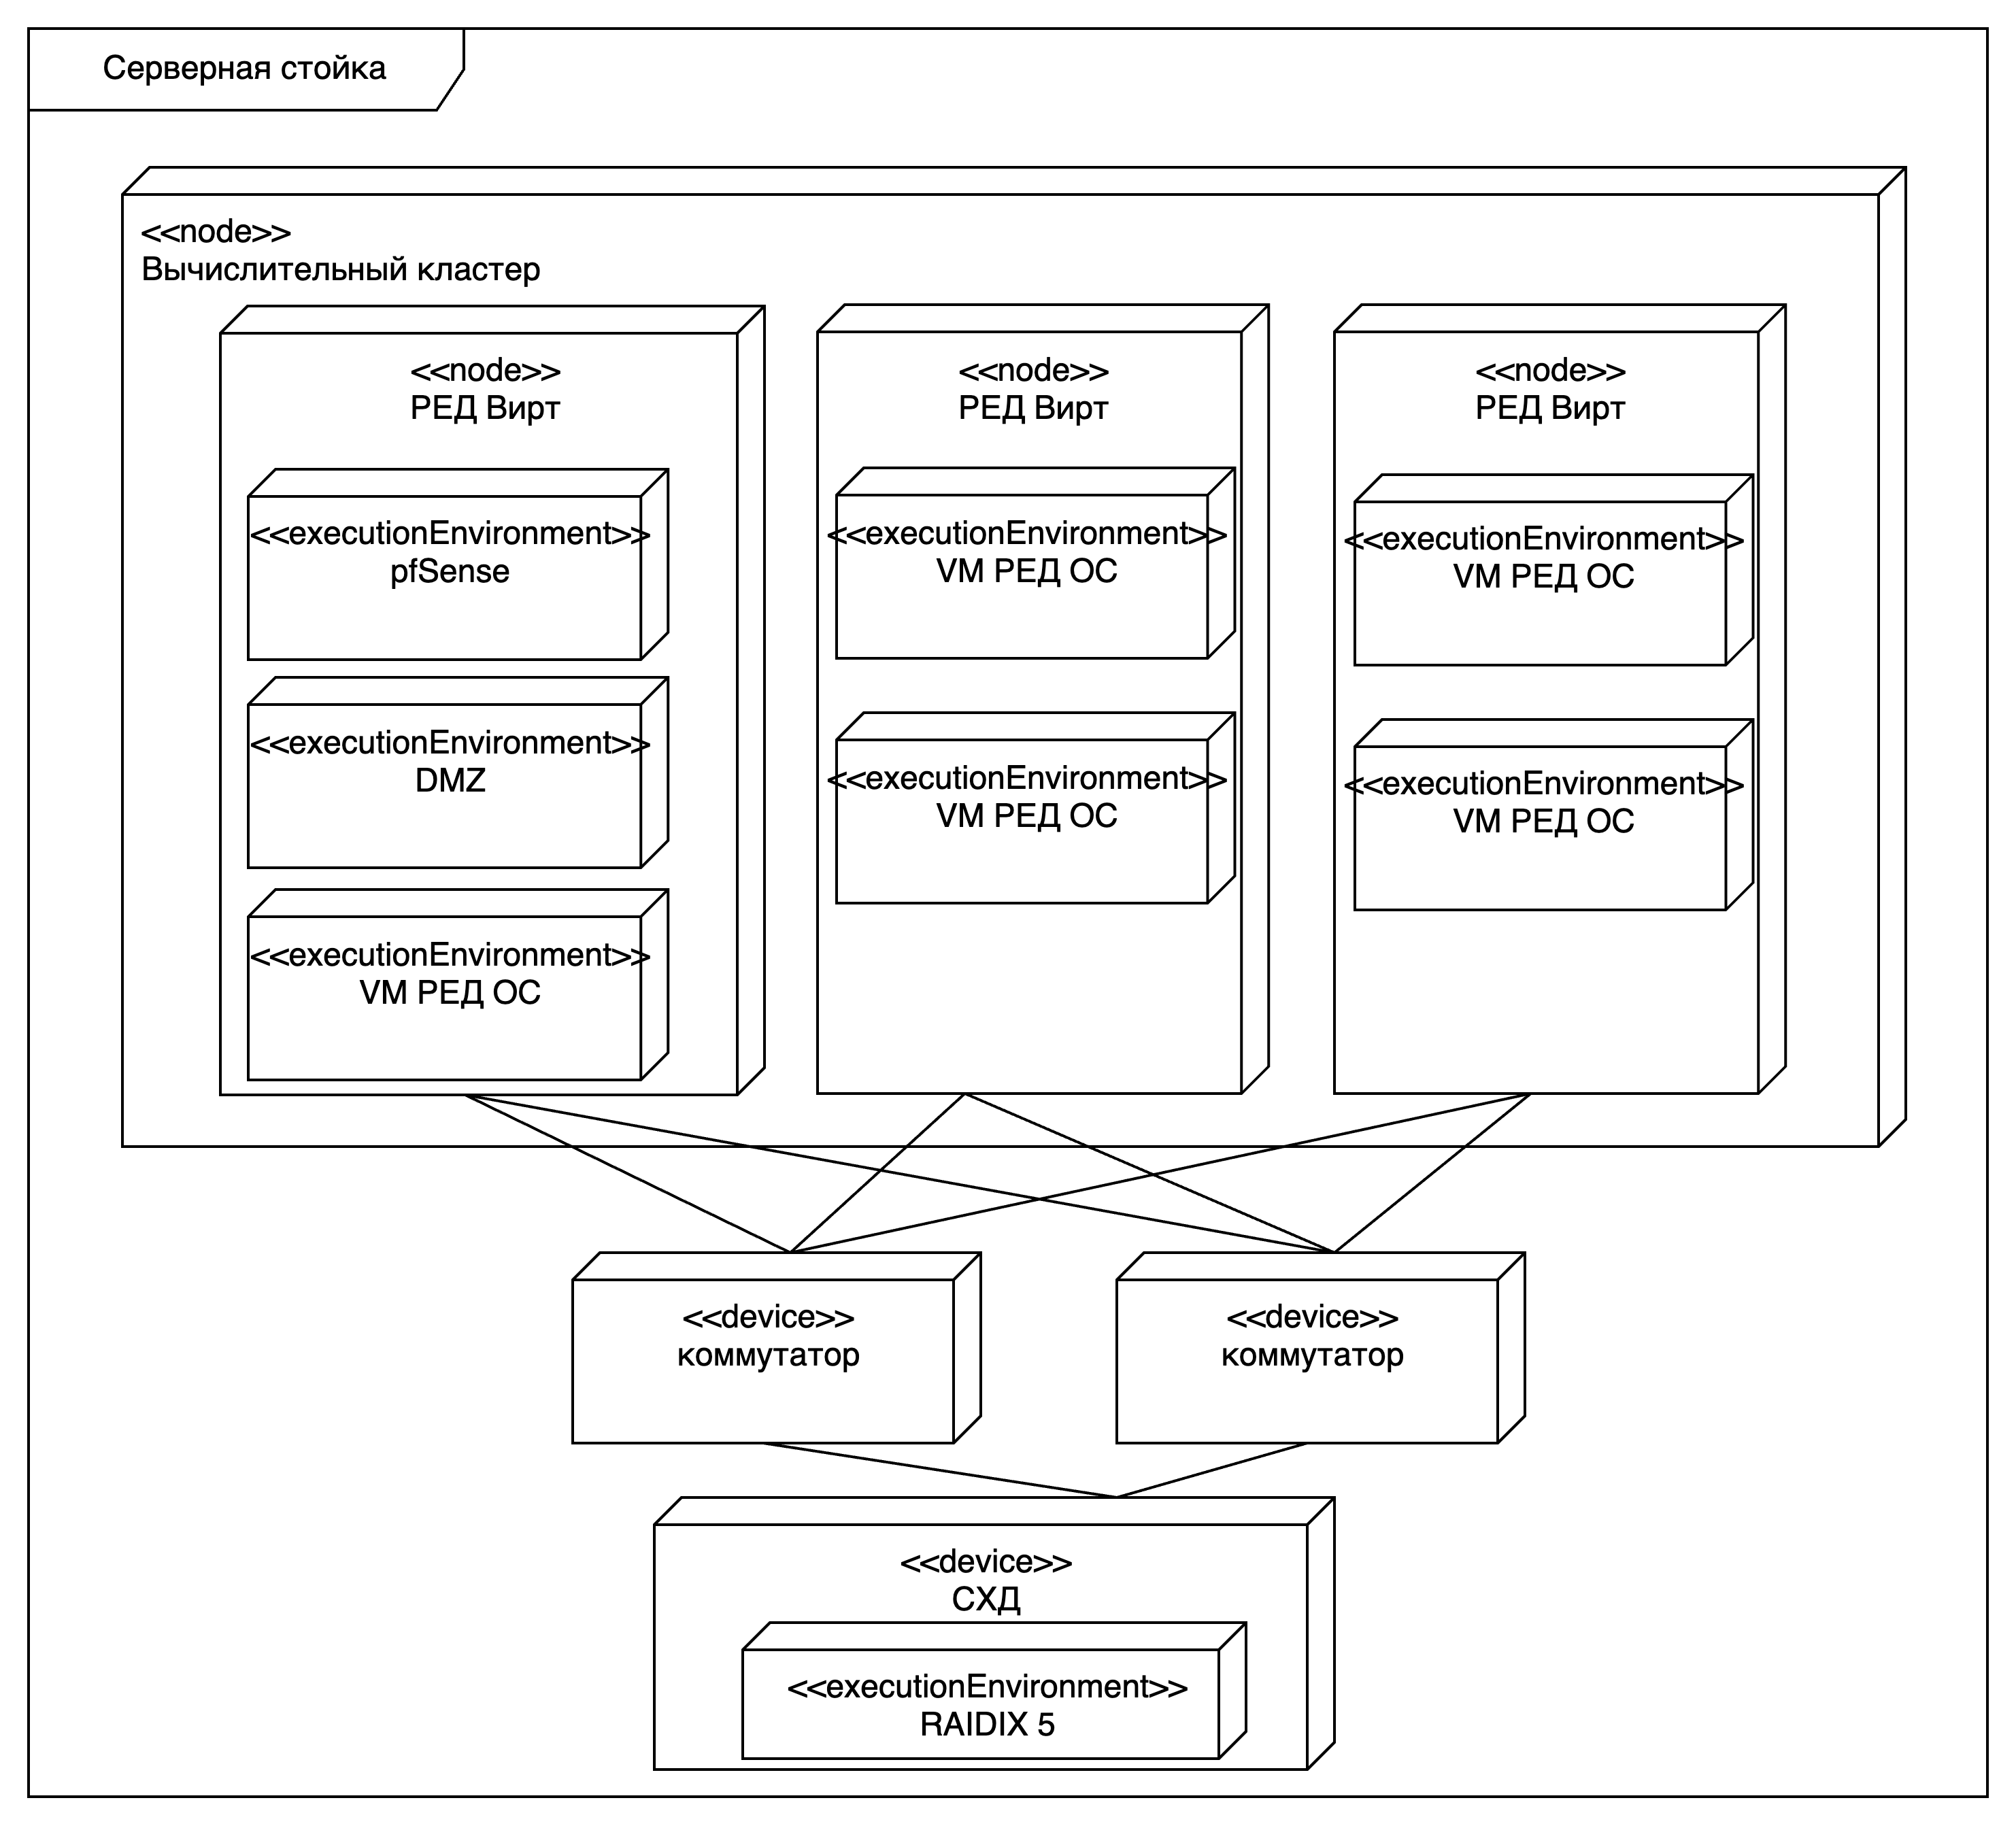 Серверная стойка
<<node>>
Вычислительный кластер
<<node>>
РЕД Вирт
<<executionEnvironment>>
pfSense
<<executionEnvironment>>
DMZ
<<executionEnvironment>>
VM РЕД ОС
<<node>>
РЕД Вирт
<<executionEnvironment>>
VM РЕД ОС
<<executionEnvironment>>
VM РЕД ОС
<<node>>
РЕД Вирт
<<executionEnvironment>>
VM РЕД ОС
<<executionEnvironment>>
VM РЕД ОС
<<device>>
коммутатор
<<device>>
коммутатор
<<device>>
СХД
<<executionEnvironment>>
RAIDIX 5